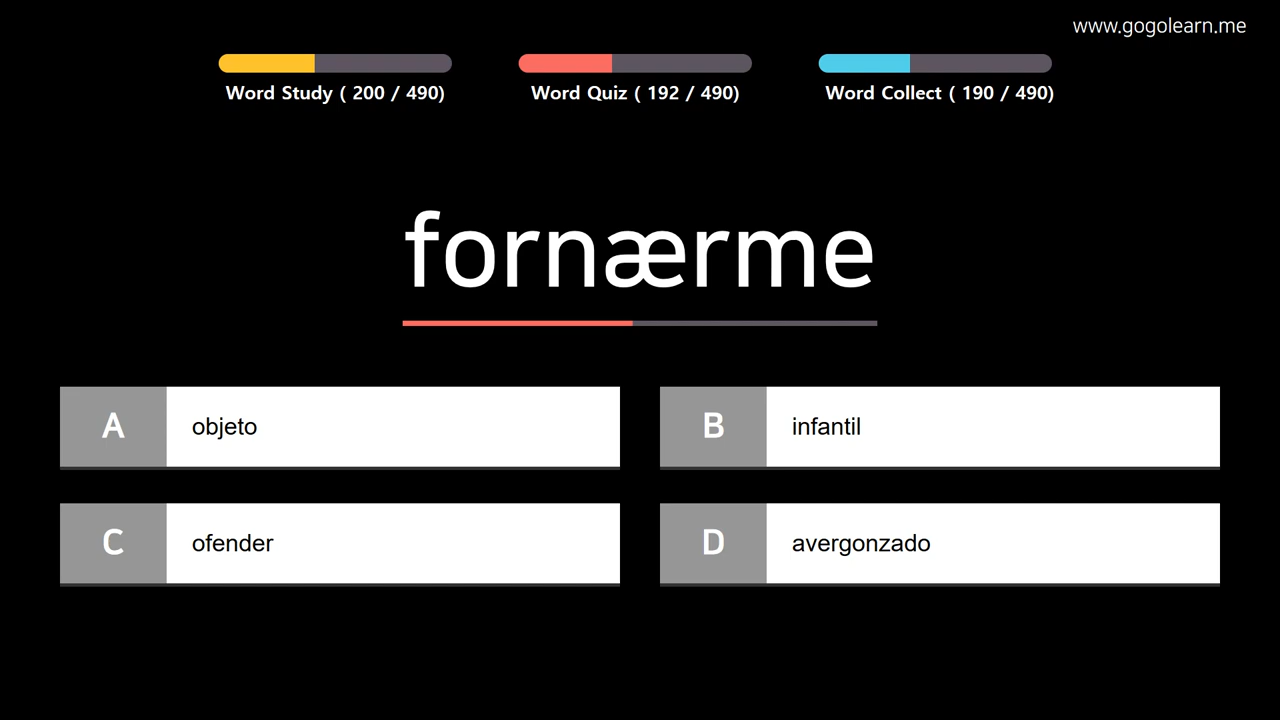 www.gogolearn.me
Word Study ( 200 / 490)
Word Quiz ( 192 / 490)
Word Collect ( 190 / 490)
fornærme
A objeto
B infantil
C ofender
D avergonzado